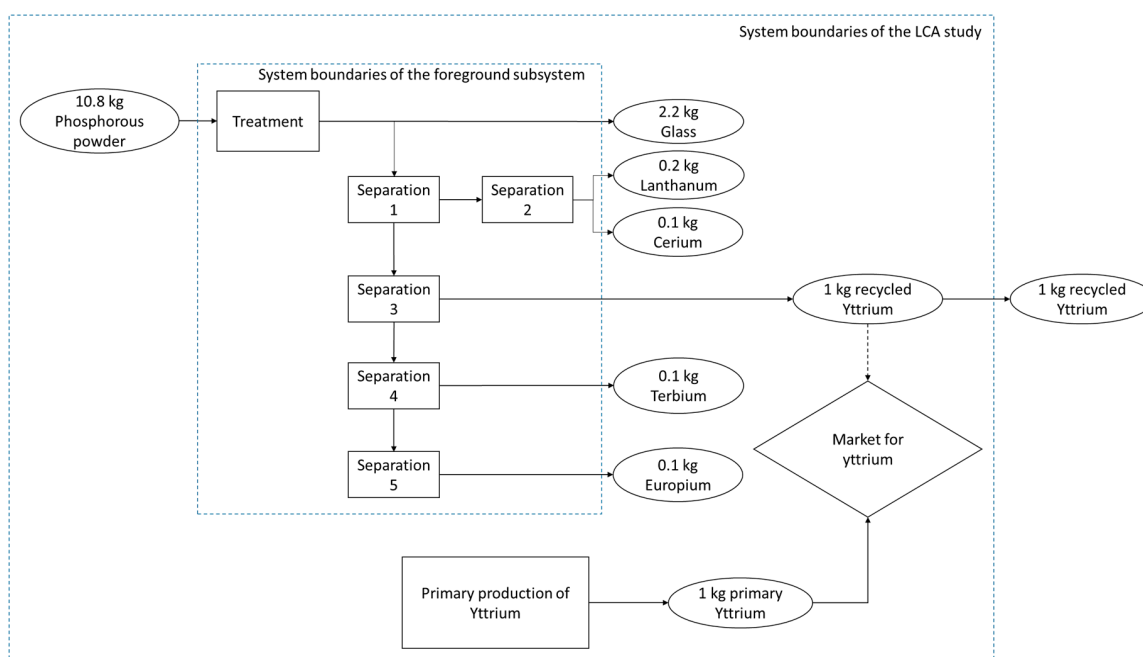 System boundaries of the LCA study
System boundaries of the foreground subsystem
10.8 kg
Phosphorous
powder
Treatment
2.2 kg
Glass
Separation
1
Separation
2
0.2 kg
Lanthanum
0.1 kg
Cerium
Separation
3
1 kg recycled
Yttrium
1 kg recycled
Yttrium
Separation
4
0.1 kg
Terbium
Market for
yttrium
Separation
5
0.1 kg
Europium
Primary production of
Yttrium
1 kg primary
Yttrium